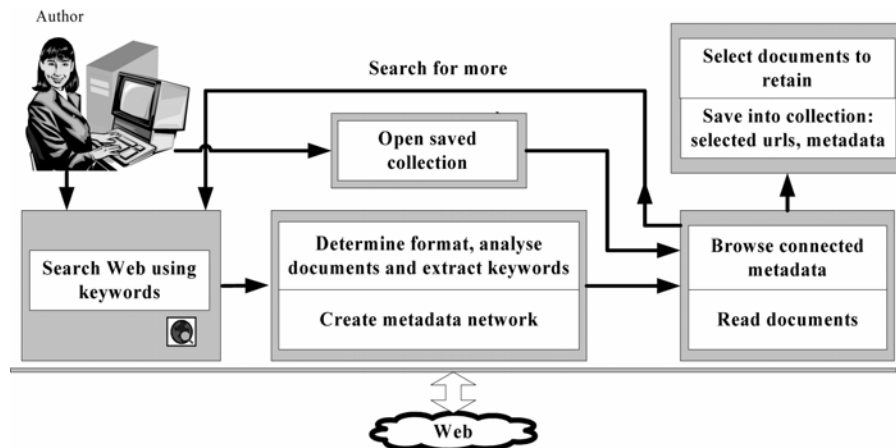 Author
Search for more
Select documents to
retain
Save into collection:
selected urls, metadata
Open saved
collection
Search Web using
keywords
Determine format, analyse
documents and extract keywords
Create metadata network
Browse connected
metadata
Read documents
Web